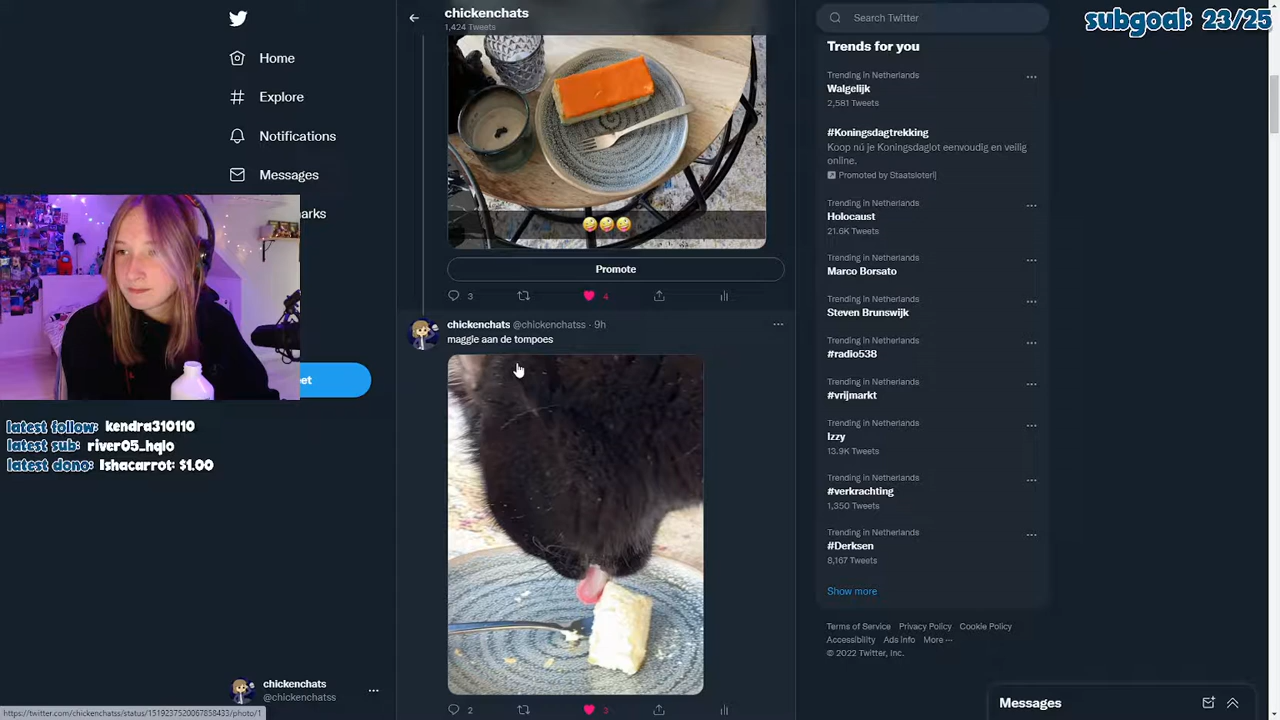 chickenchats
1,424 Tweets
Search Twitter
subgoal: 23/25
Home
Explore
Notifications
Messages
Trends for you
Trending in Netherlands
Walgelijk
2,581 Tweets
#Koningsdagtrekking
Koop nú je Koningsdaglot eenvoudig en veilig
online.
Promoted by Staatsloterij
Trending in Netherlands
Holocaust
21.6K Tweets
Trending in Netherlands
Marco Borsato
Trending in Netherlands
Steven Brunswijk
Trending in Netherlands
#radio538
Trending in Netherlands
#vrijmarkt
Trending in Netherlands
Izzy
13.9K Tweets
Trending in Netherlands
#verkrachting
1,350 Tweets
Trending in Netherlands
#Derksen
8,167 Tweets
Show more
Terms of Service Privacy Policy Cookie Policy
Accessibility Ads info More ...
© 2022 Twitter, Inc.
Messages
🤪🤪🤪
Promote
3 4
chickenchats @chickenchatss · 9h
maggie aan de tompoes
2 3
latest follow: kendra310110
latest sub: river05_hqlo
latest dono: Ishacarrot: $1.00
chickenchats
@chickenchatss
https://twitter.com/chickenchatss/status/1519237520067858433/photo/1